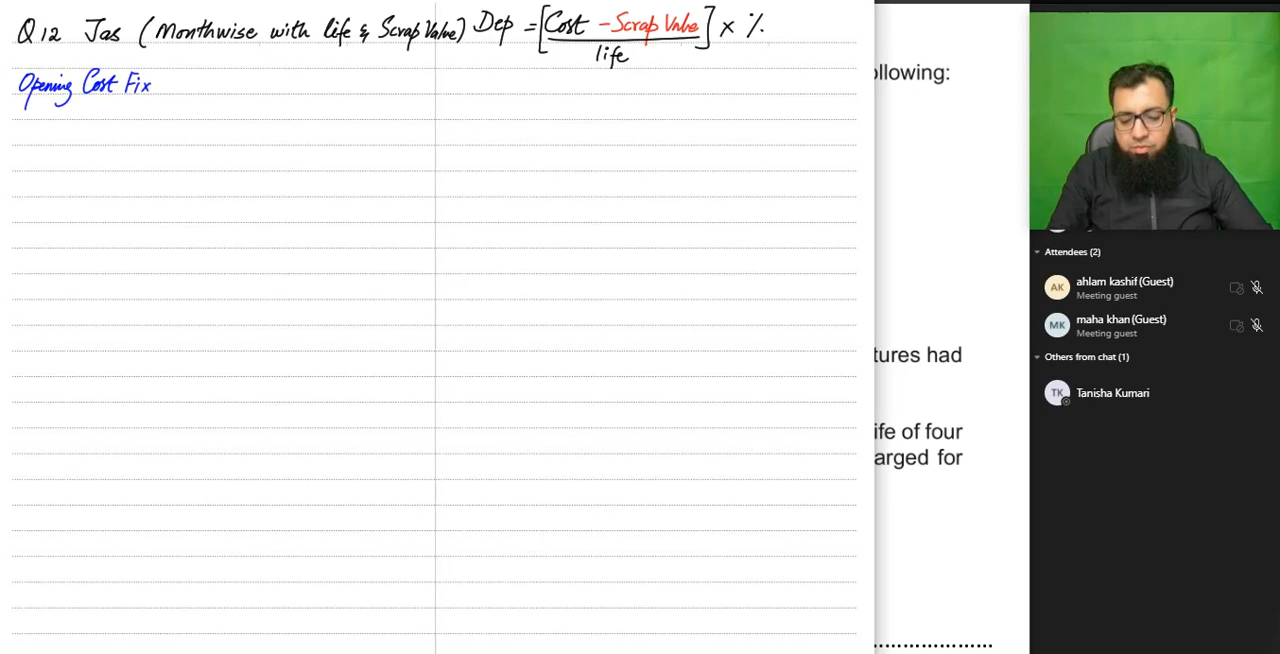 Q12 Jas (Monthwise with life & Scrap Value) Dep = [Cost - Scrap Value] x %
life
Opening Cost Fix
ollowing:
tures had
ife of four
arged for
.....................
Attendees (2)
AK
ahlam kashif (Guest)
Meeting guest
MK
maha khan (Guest)
Meeting guest
Others from chat (1)
TK
Tanisha Kumari